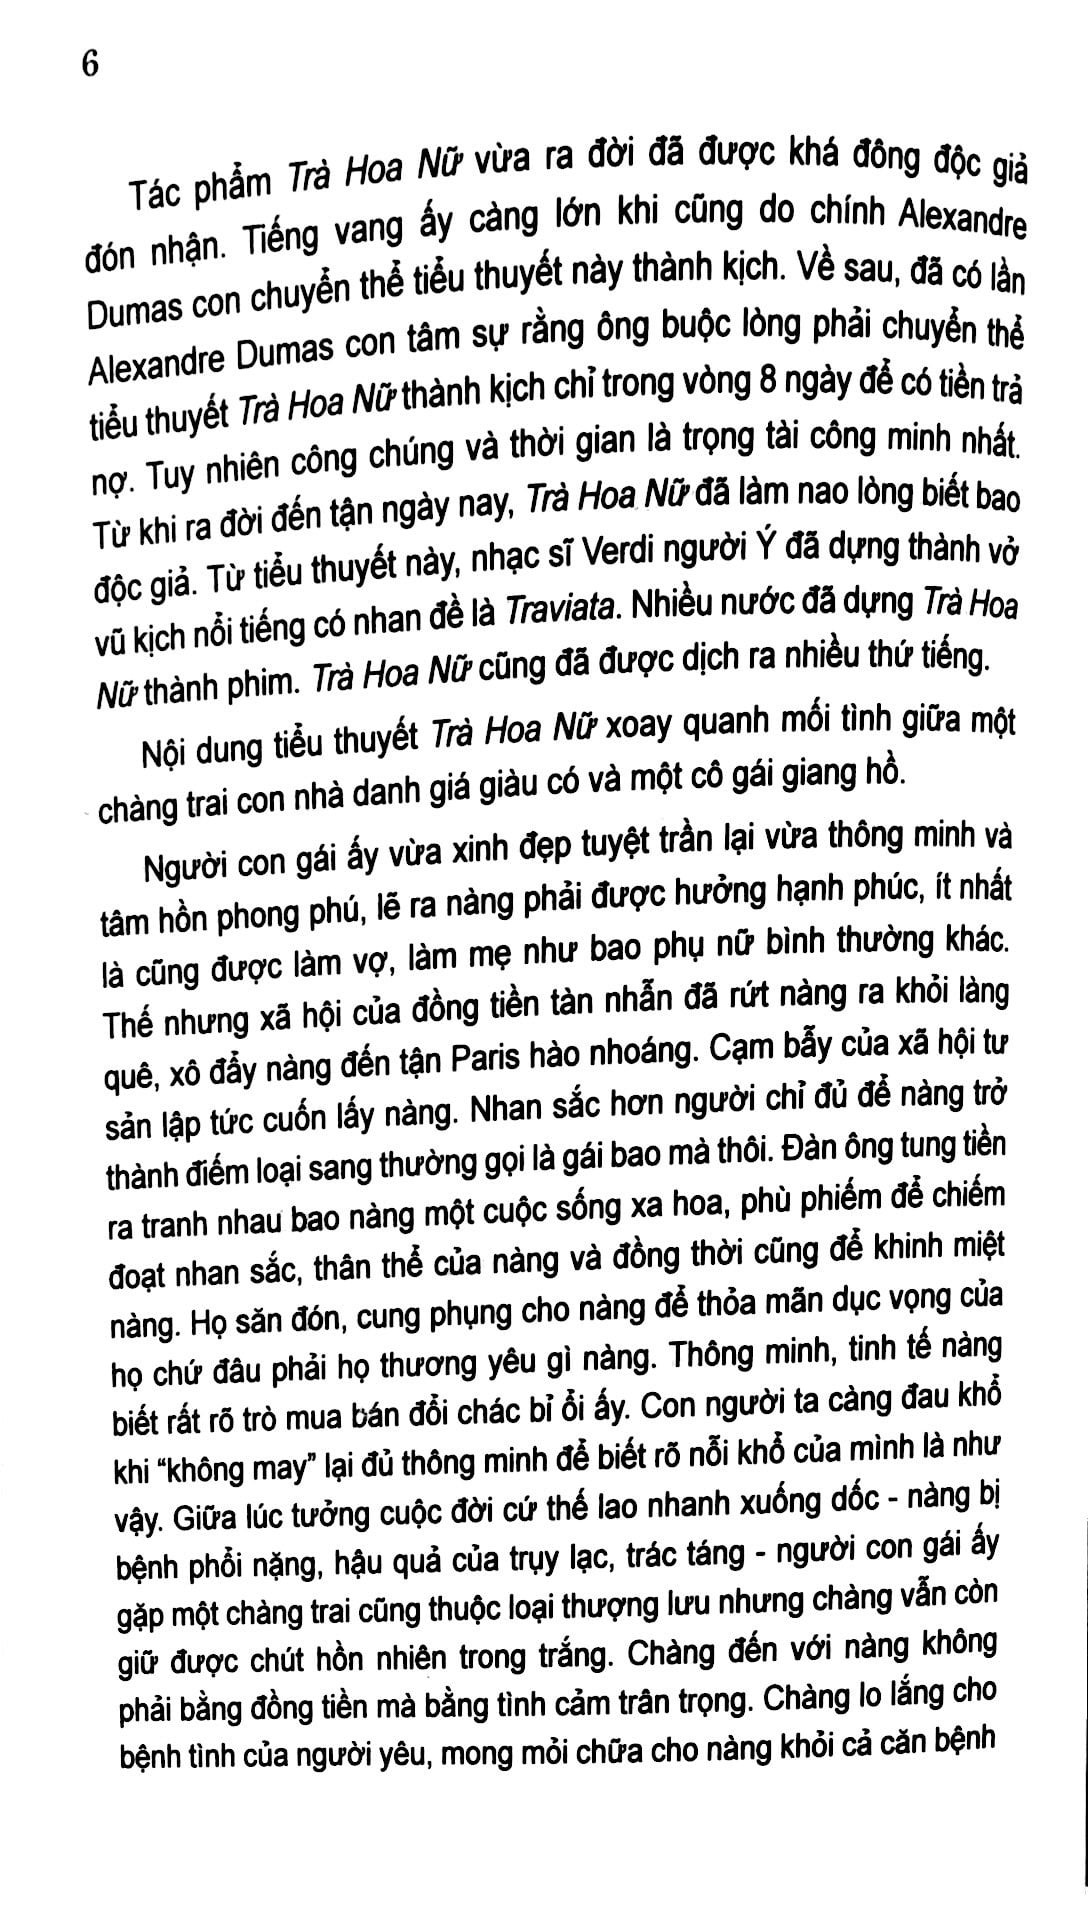 6
Tác phẩm Trà Hoa Nữ vừa ra đời đã được khá đông độc giả
đón nhận. Tiếng vang ấy càng lớn khi cũng do chính Alexandre
Dumas con chuyển thể tiểu thuyết này thành kịch. Về sau, đã có lần
Alexandre Dumas con tâm sự rằng ông buộc lòng phải chuyển thể
tiểu thuyết Trà Hoa Nữ thành kịch chỉ trong vòng 8 ngày để có tiền trả
nợ. Tuy nhiên công chúng và thời gian là trọng tài công minh nhất.
Từ khi ra đời đến tận ngày nay, Trà Hoa Nữ đã làm nao lòng biết bao
độc giả. Từ tiểu thuyết này, nhạc sĩ Verdi người Ý đã dựng thành vở
vũ kịch nổi tiếng có nhan đề là Traviata. Nhiều nước đã dựng Trà Hoa
Nữ thành phim. Trà Hoa Nữ cũng đã được dịch ra nhiều thứ tiếng.
Nội dung tiểu thuyết Trà Hoa Nữ xoay quanh mối tình giữa một
chàng trai con nhà danh giá giàu có và một cô gái giang hồ.
Người con gái ấy vừa xinh đẹp tuyệt trần lại vừa thông minh và
tâm hồn phong phú, lẽ ra nàng phải được hưởng hạnh phúc, ít nhất
là cũng được làm vợ, làm mẹ như bao phụ nữ bình thường khác.
Thế nhưng xã hội của đồng tiền tàn nhẫn đã rứt nàng ra khỏi làng
quê, xô đẩy nàng đến tận Paris hào nhoáng. Cạm bẫy của xã hội tư
sản lập tức cuốn lấy nàng. Nhan sắc hơn người chỉ đủ để nàng trở
thành điếm loại sang thường gọi là gái bao mà thôi. Đàn ông tung tiền
ra tranh nhau bao nàng một cuộc sống xa hoa, phù phiếm để chiếm
đoạt nhan sắc, thân thể của nàng và đồng thời cũng để khinh miệt
nàng. Họ săn đón, cung phụng cho nàng để thỏa mãn dục vọng của
họ chứ đâu phải họ thương yêu gì nàng. Thông minh, tinh tế nàng
biết rất rõ trò mua bán đổi chác bỉ ổi ấy. Con người ta càng đau khổ
khi “không may” lại đủ thông minh để biết rõ nỗi khổ của mình là như
vậy. Giữa lúc tưởng cuộc đời cứ thế lao nhanh xuống dốc - nàng bị
bệnh phổi nặng, hậu quả của trụy lạc, trác táng - người con gái ấy
gặp một chàng trai cũng thuộc loại thượng lưu nhưng chàng vẫn còn
giữ được chút hồn nhiên trong trắng. Chàng đến với nàng không
phải bằng đồng tiền mà bằng tình cảm trân trọng. Chàng lo lắng cho
bệnh tình của người yêu, mong mỏi chữa cho nàng khỏi cả căn bệnh